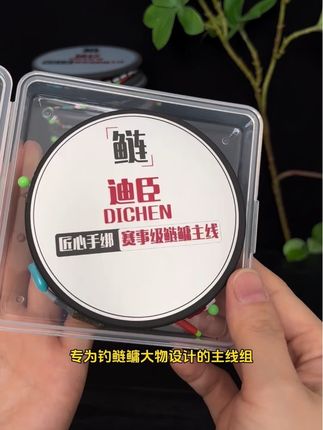 鲢
迪臣
DICHEN
匠心手绑 赛事级鲢鳙主线
专为钓鲢鳙大物设计的主线组